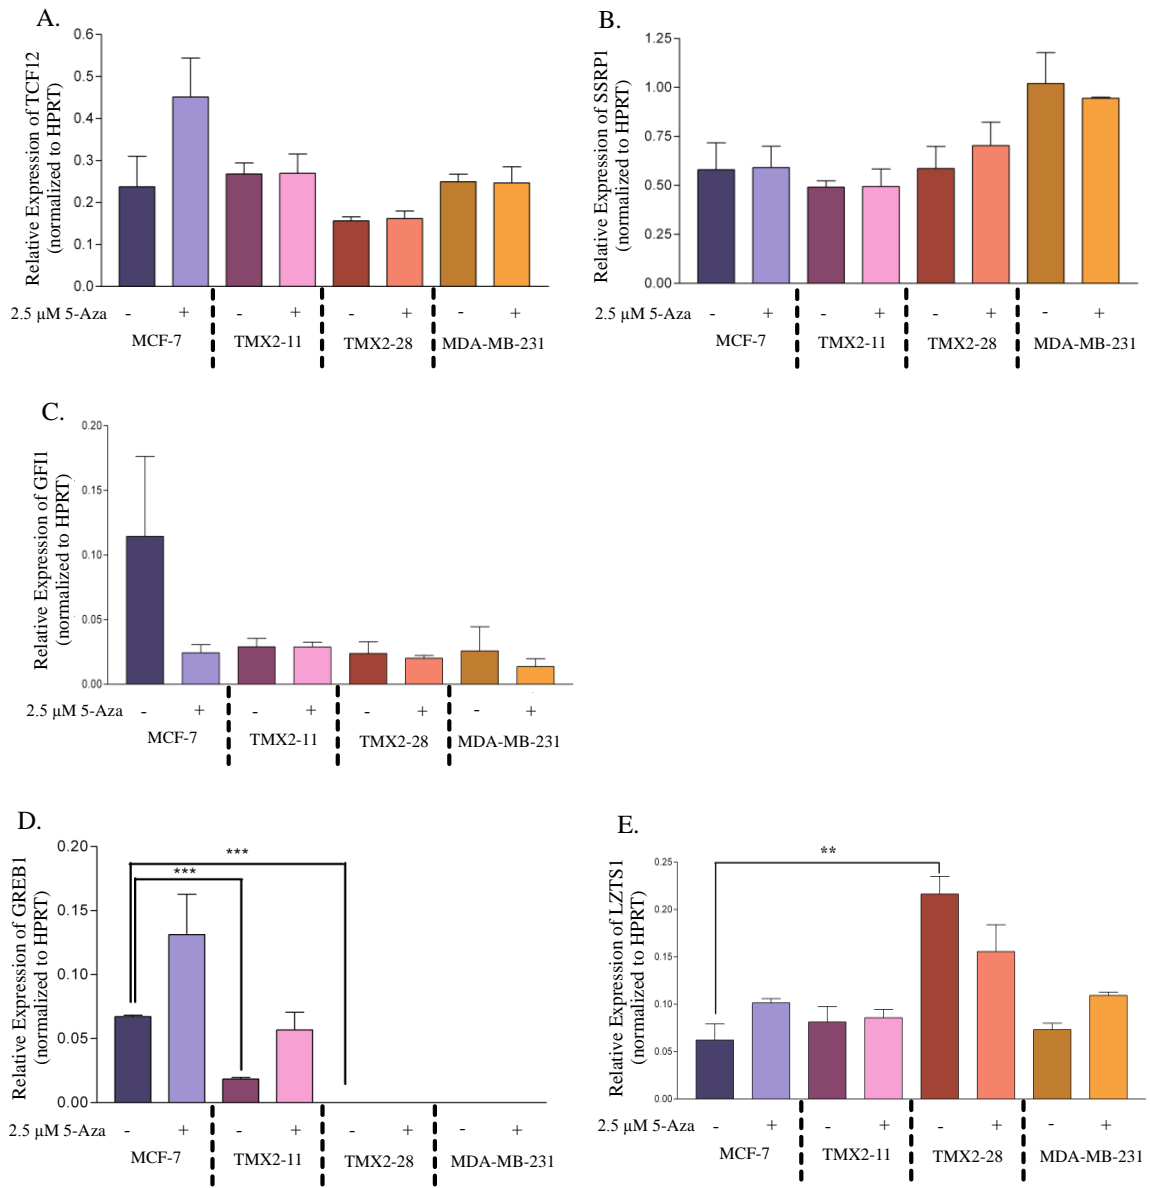 A.
Relative Expression of TCF12
(normalized to HPRT)
0.6
0.5
0.4
0.3
0.2
0.1
0.0
2.5 μM 5-Aza - + - + - + - +
MCF-7 TMX2-11 TMX2-28 MDA-MB-231
B.
Relative Expression of SSRP1
(normalized to HPRT)
1.25
1.00
0.75
0.50
0.25
0.00
2.5 μM 5-Aza - + - + - + - +
MCF-7 TMX2-11 TMX2-28 MDA-MB-231
C.
Relative Expression of GFI1
(normalized to HPRT)
0.20
0.15
0.10
0.05
0.00
2.5 μM 5-Aza - + - + - + - +
MCF-7 TMX2-11 TMX2-28 MDA-MB-231
D.
Relative Expression of GREB1
(normalized to HPRT)
0.20
0.15
0.10
0.05
0.00
***
***
2.5 μM 5-Aza - + - + - + - +
MCF-7 TMX2-11 TMX2-28 MDA-MB-231
E.
Relative Expression of LZTS1
(normalized to HPRT)
0.25
0.20
0.15
0.10
0.05
0.00
**
2.5 μM 5-Aza - + - + - + - +
MCF-7 TMX2-11 TMX2-28 MDA-MB-231